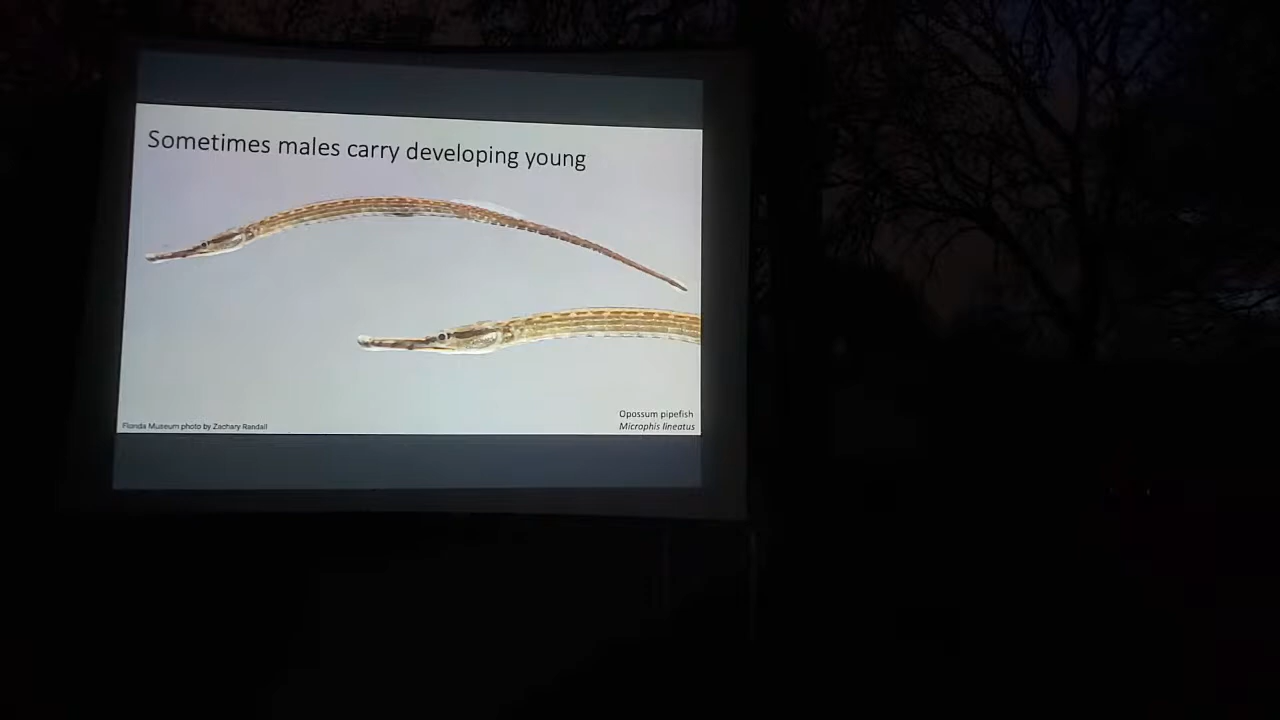 Sometimes males carry developing young
Opossum pipefish
Microphis lineatus
Florida Museum photo by Zachary Randall